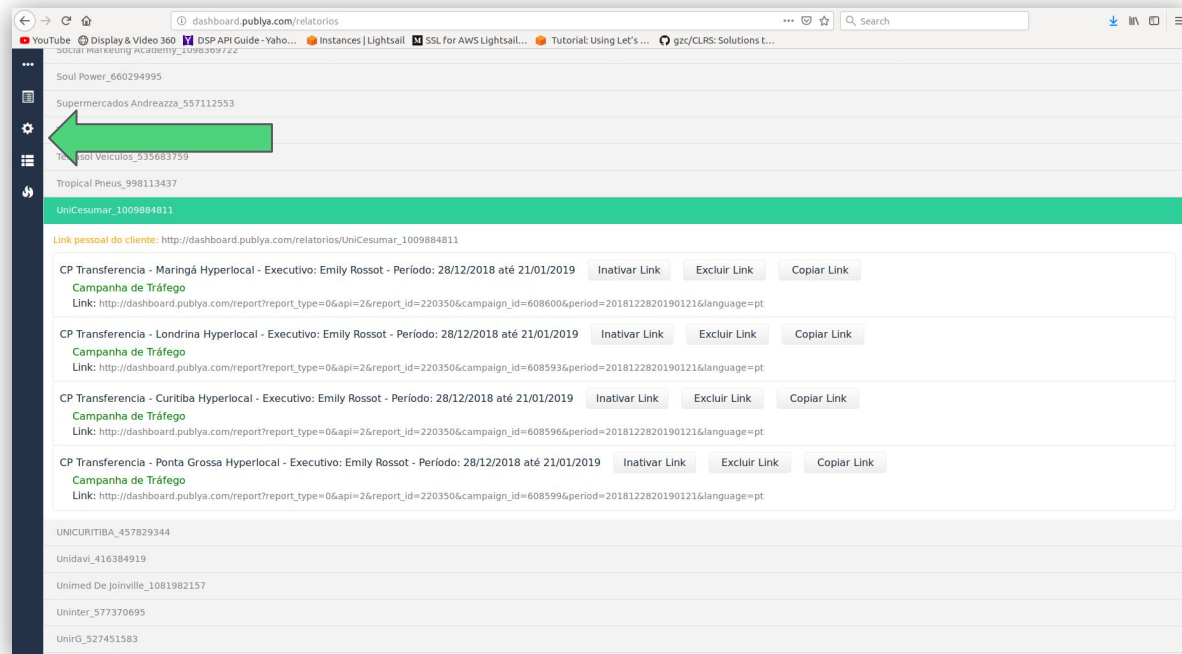 dashboard.publya.com/relatorios
Search
YouTube
Display & Video 360
DSP API Guide - Yaho...
Instances | Lightsail
SSL for AWS Lightsail...
Tutorial: Using Let's ...
gzc/CLRS: Solutions t...
Social Marketing Academy_1098369722
Soul Power_660294995
Supermercados Andreazza_557112553
Veiculos_535683759
Tropical Pneus_998113437
UniCesumar_1009884811
Link pessoal do cliente: http://dashboard.publya.com/relatorios/UniCesumar_1009884811
CP Transferencia - Maringá Hyperlocal - Executivo: Emily Rossot - Período: 28/12/2018 até 21/01/2019 Inativar Link Excluir Link Copiar Link
Campanha de Tráfego
Link: http://dashboard.publya.com/report?report_type=0&api=2&report_id=220350&campaign_id=608600&period=2018122820190121&language=pt
CP Transferencia - Londrina Hyperlocal - Executivo: Emily Rossot - Período: 28/12/2018 até 21/01/2019 Inativar Link Excluir Link Copiar Link
Campanha de Tráfego
Link: http://dashboard.publya.com/report?report_type=0&api=2&report_id=220350&campaign_id=608593&period=2018122820190121&language=pt
CP Transferencia - Curitiba Hyperlocal - Executivo: Emily Rossot - Período: 28/12/2018 até 21/01/2019 Inativar Link Excluir Link Copiar Link
Campanha de Tráfego
Link: http://dashboard.publya.com/report?report_type=0&api=2&report_id=220350&campaign_id=608596&period=2018122820190121&language=pt
CP Transferencia - Ponta Grossa Hyperlocal - Executivo: Emily Rossot - Período: 28/12/2018 até 21/01/2019 Inativar Link Excluir Link Copiar Link
Campanha de Tráfego
Link: http://dashboard.publya.com/report?report_type=0&api=2&report_id=220350&campaign_id=608599&period=2018122820190121&language=pt
UNICURITIBA_457829344
Unidavi_416384919
Unimed De Joinville_1081982157
Uninter_577370695
UnirG_527451583